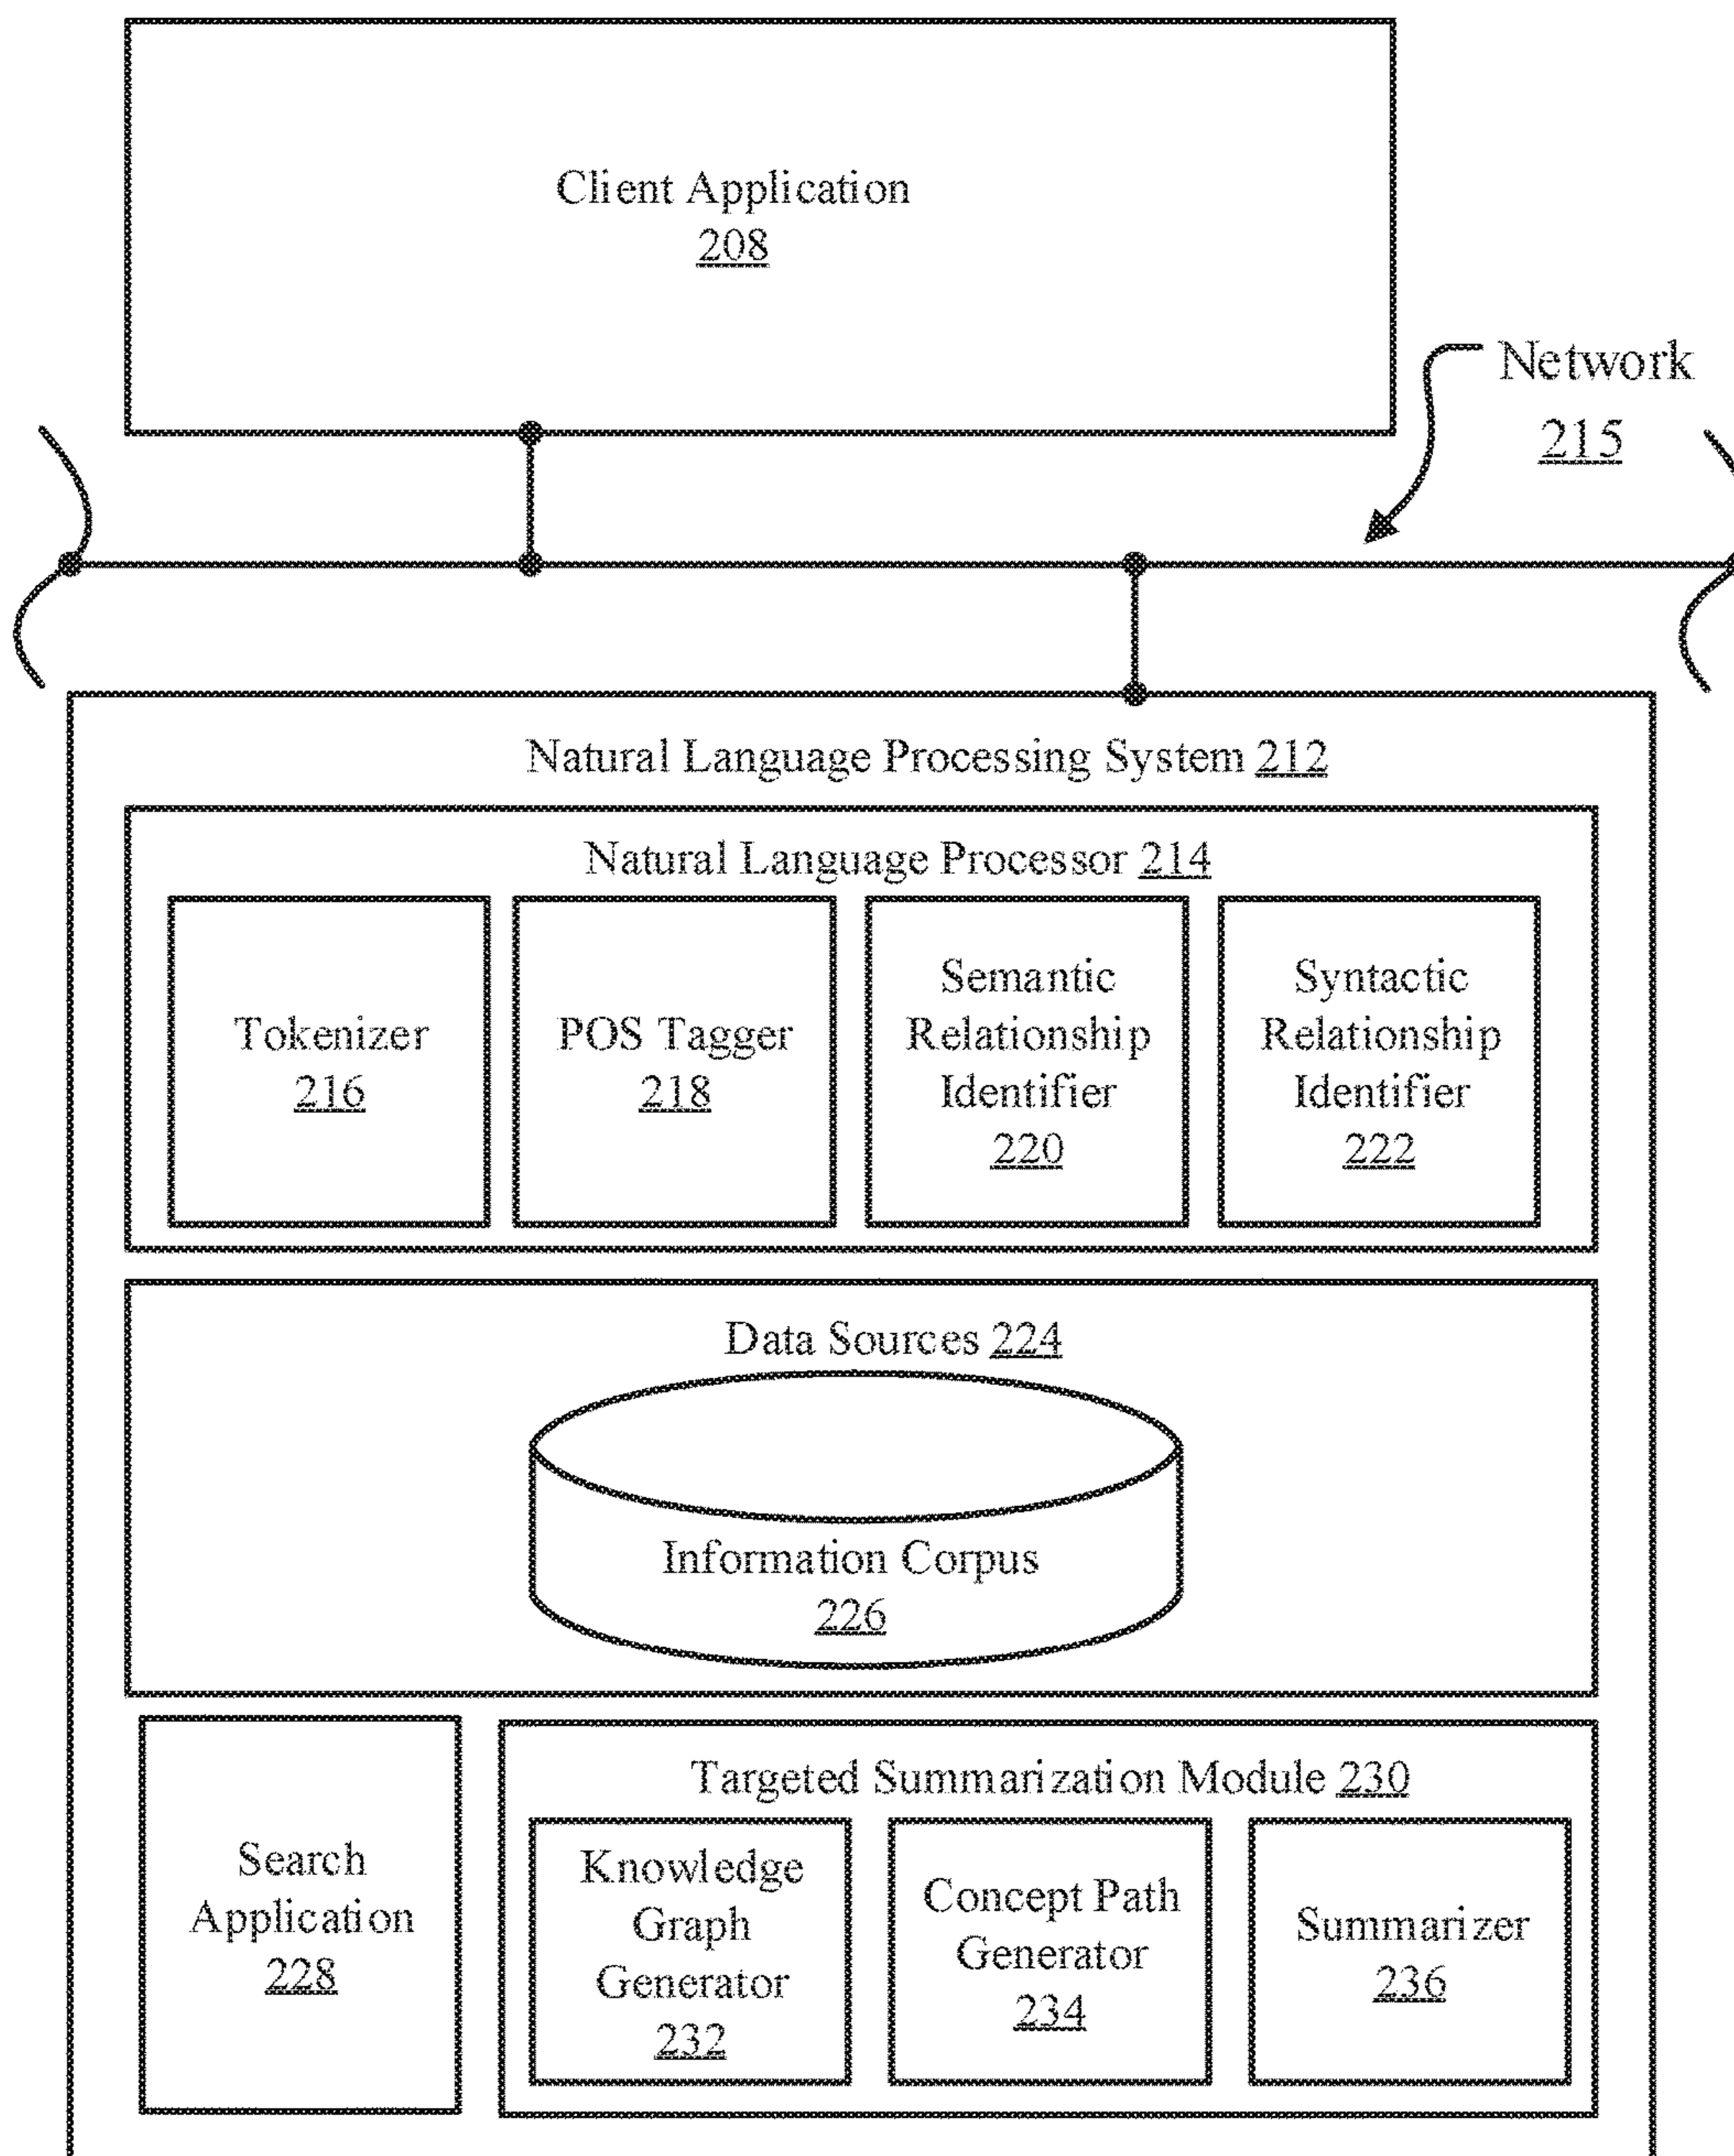 Client Application
208
Network
215
Natural Language Processing System 212
Natural Language Processor 214
Tokenizer
216
POS Tagger
218
Semantic
Relationship
Identifier
220
Syntactic
Relationship
Identifier
222
Data Sources 224
Information Corpus
226
Search
Application
228
Targeted Summarization Module 230
Knowledge
Graph
Generator
232
Concept Path
Generator
234
Summarizer
236